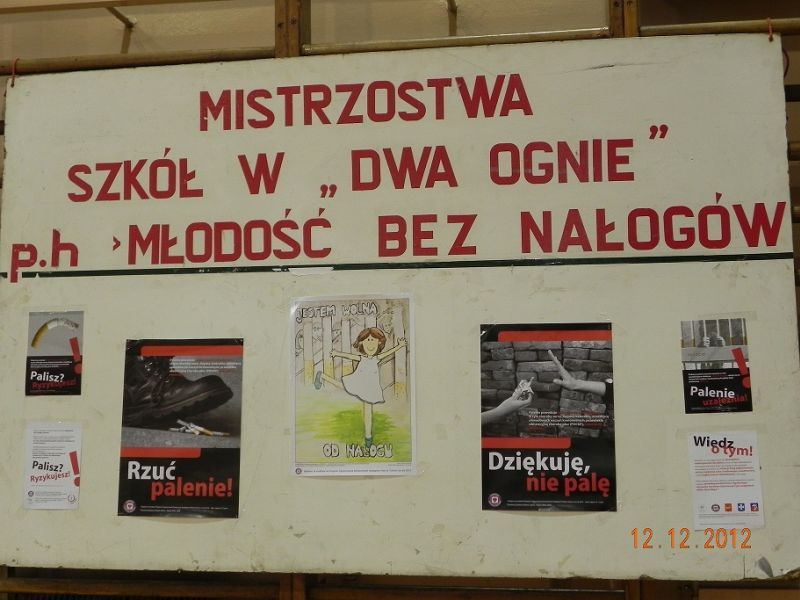 MISTRZOSTWA
SZKÓŁ W „DWA OGNIE”
p.h >MŁODOŚĆ BEZ NAŁOGÓW
Palisz?
Ryzykujesz!
Palisz?
Ryzykujesz!
Rzuć
palenie!
JESTEM WOLNA
OD NAŁOGU
Dziękuję,
nie palę
Palenie
uzależnia!
Wiedz
o tym!
12.12.2012